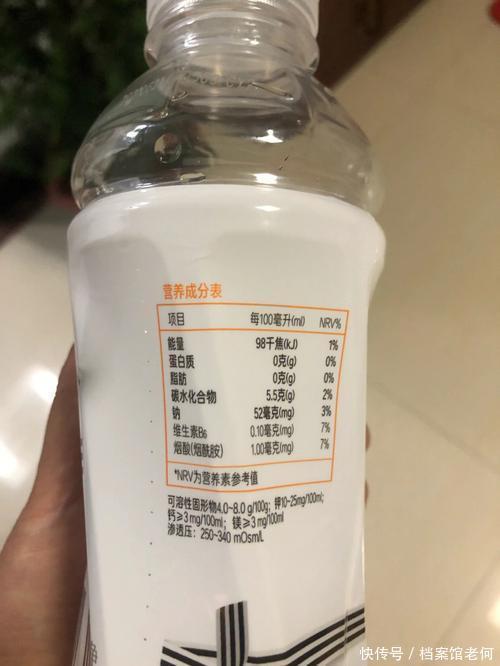 营养成分表
项目 每100毫升(ml) NRV%
能量 98千焦(kJ) 1%
蛋白质 0克(g) 0%
脂肪 0克(g) 0%
碳水化合物 5.5克(g) 2%
钠 52毫克(mg) 3%
维生素B₆ 0.10毫克(mg) 7%
烟酸(烟酰胺) 1.00毫克(mg) 7%
*NRV为营养素参考值
可溶性固形物4.0~8.0 g/100g; 钾10-25mg/100ml;
钙≥3 mg/100ml; 镁≥3 mg/100ml
渗透压: 250~340 mOsm/L
快传号 / 档案馆老何